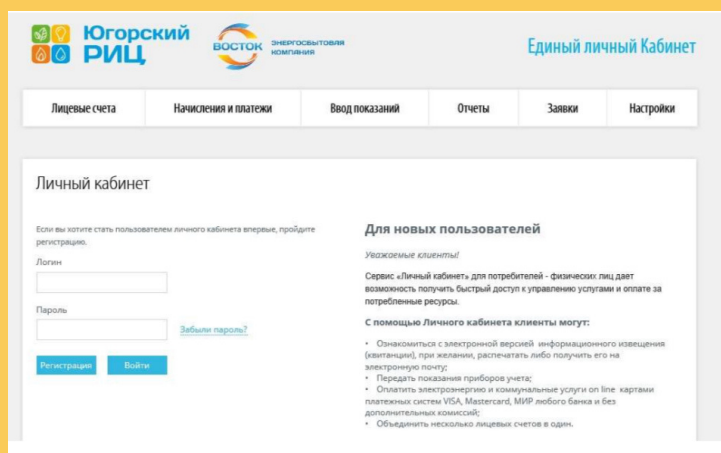 Югорский
РИЦ
ВОСТОК
ЭНЕРГОСБЫТОВАЯ
КОМПАНИЯ
Единый личный Кабинет
Лицевые счета Начисления и платежи Ввод показаний Отчеты Заявки Настройки
Личный кабинет
Если вы хотите стать пользователем личного кабинета впервые, пройдите
регистрацию.
Логин
Пароль
Забыли пароль?
Регистрация Войти
Для новых пользователей
Уважаемые клиенты!
Сервис «Личный кабинет» для потребителей - физических лиц дает
возможность получить быстрый доступ к управлению услугами и оплате за
потребленные ресурсы.
С помощью Личного кабинета клиенты могут:
• Ознакомиться с электронной версией информационного извещения
(квитанции), при желании, распечатать либо получить его на
электронную почту;
• Передать показания приборов учета;
• Оплатить электроэнергию и коммунальные услуги on line картами
платежных систем VISA, Mastercard, МИР любого банка и без
дополнительных комиссий;
• Объединить несколько лицевых счетов в один.